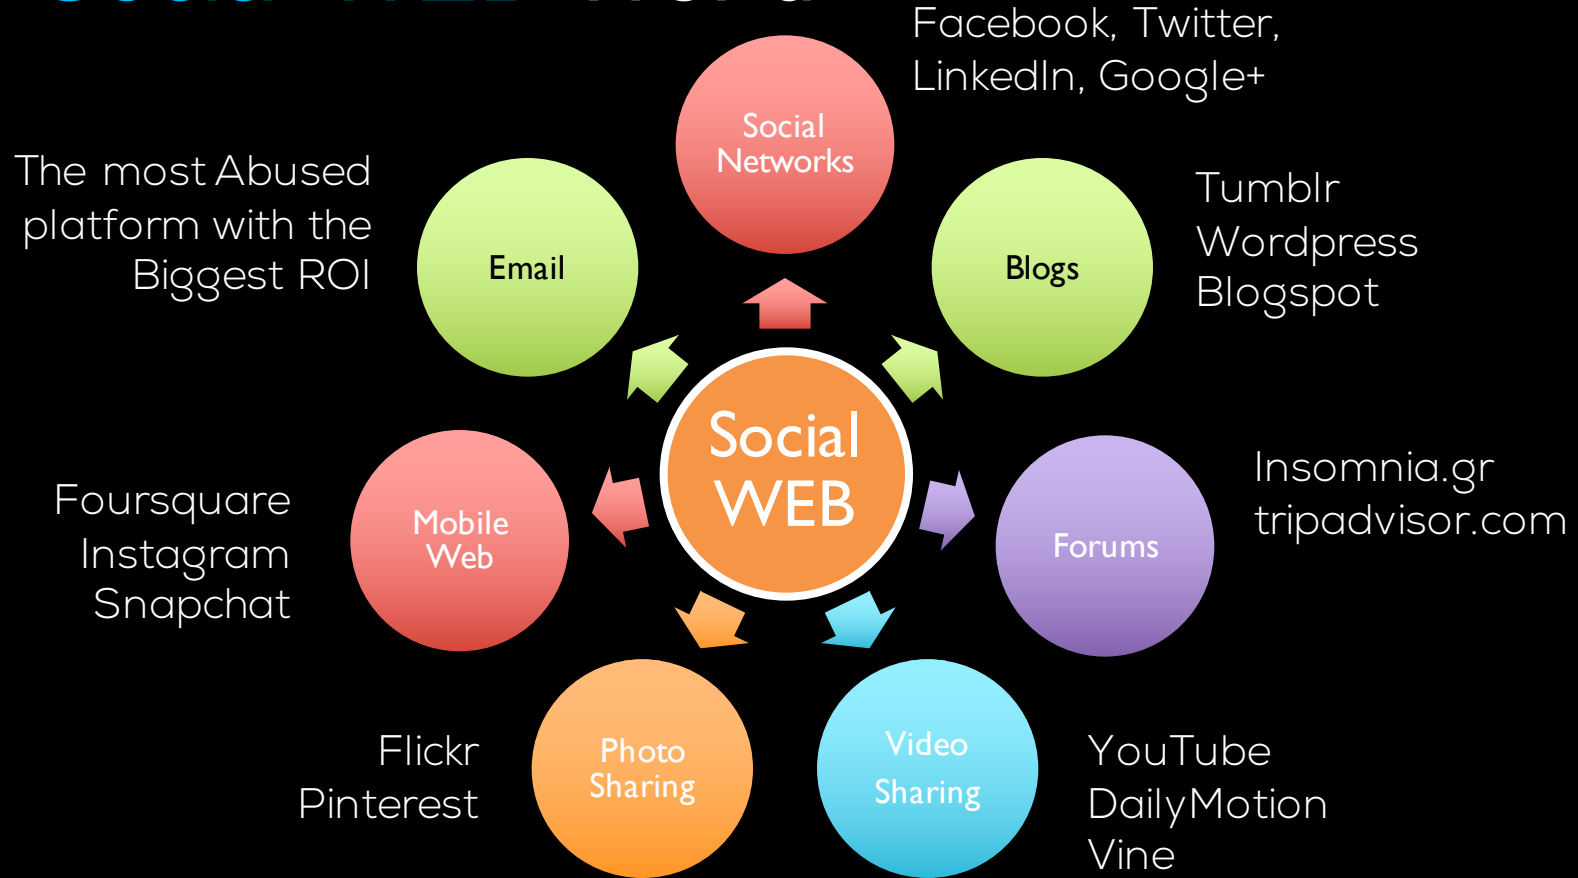 Social WEB
Facebook, Twitter,
LinkedIn, Google+
Social
Networks
The most Abused
platform with the
Biggest ROI
Email
Blogs
Tumblr
Wordpress
Blogspot
Social
WEB
Foursquare
Instagram
Snapchat
Mobile
Web
Forums
Insomnia.gr
tripadvisor.com
Flickr
Pinterest
Photo
Sharing
Video
Sharing
YouTube
DailyMotion
Vine